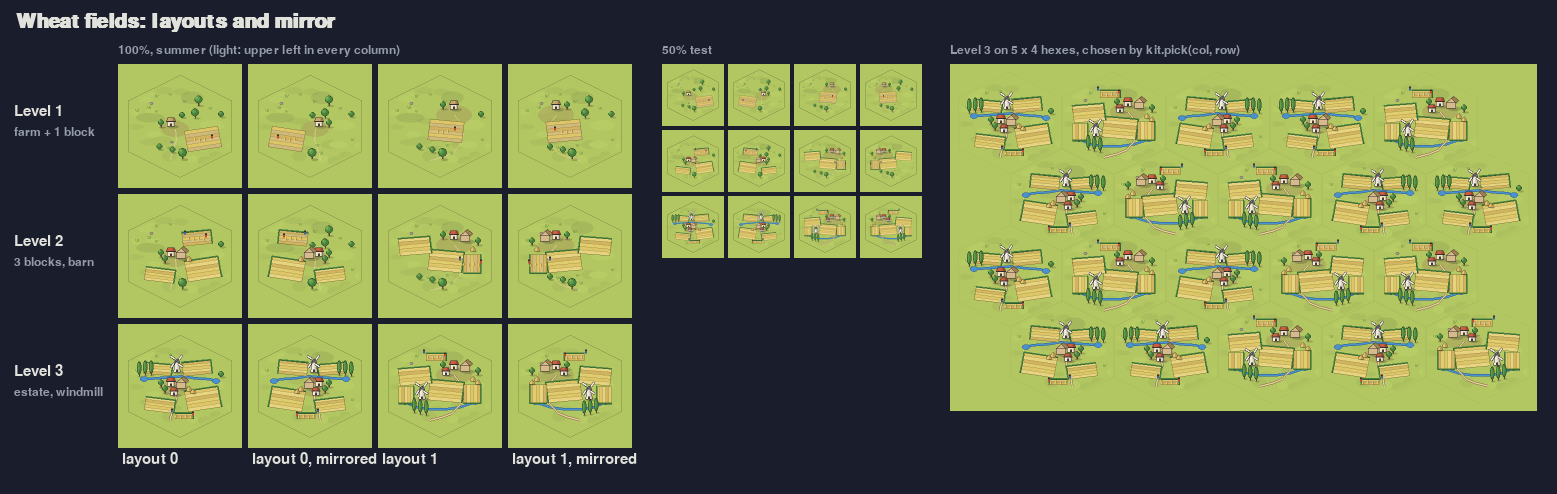 Wheat fields: layouts and mirror
100%, summer (light: upper left in every column)
50% test
Level 3 on 5 x 4 hexes, chosen by kit.pick(col, row)
Level 1
farm + 1 block
Level 2
3 blocks, barn
Level 3
estate, windmill
layout 0
layout 0, mirrored
layout 1
layout 1, mirrored